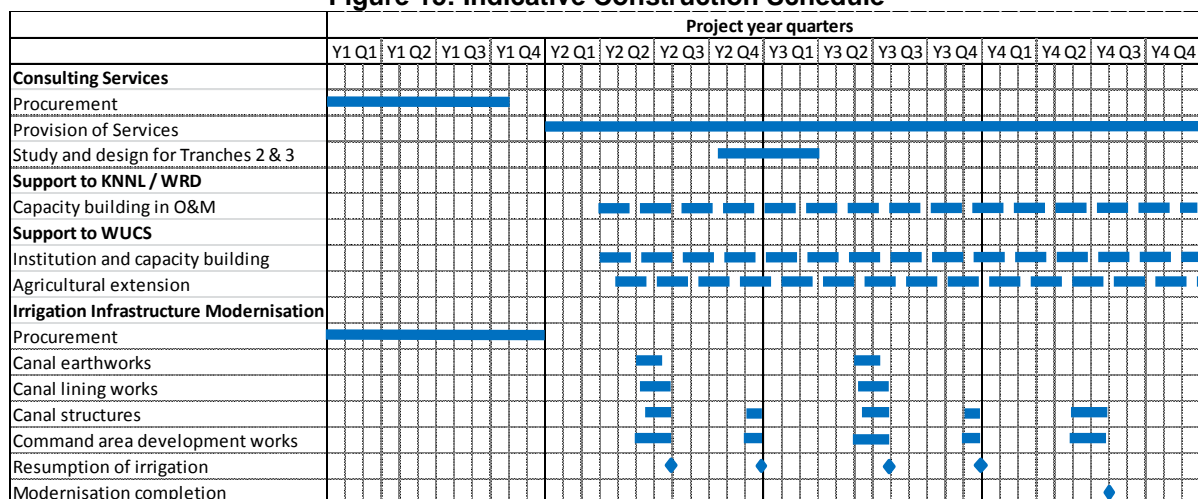 Figure 10: Indicative Construction Schedule
Project year quarters
Y1 Q1 Y1 Q2 Y1 Q3 Y1 Q4 Y2 Q1 Y2 Q2 Y2 Q3 Y2 Q4 Y3 Q1 Y3 Q2 Y3 Q3 Y3 Q4 Y4 Q1 Y4 Q2 Y4 Q3 Y4 Q4
Consulting Services
Procurement
Provision of Services
Study and design for Tranches 2 & 3
Support to KNNL / WRD
Capacity building in O&M
Support to WUCS
Institution and capacity building
Agricultural extension
Irrigation Infrastructure Modernisation
Procurement
Canal earthworks
Canal lining works
Canal structures
Command area development works
Resumption of irrigation
Modernisation completion